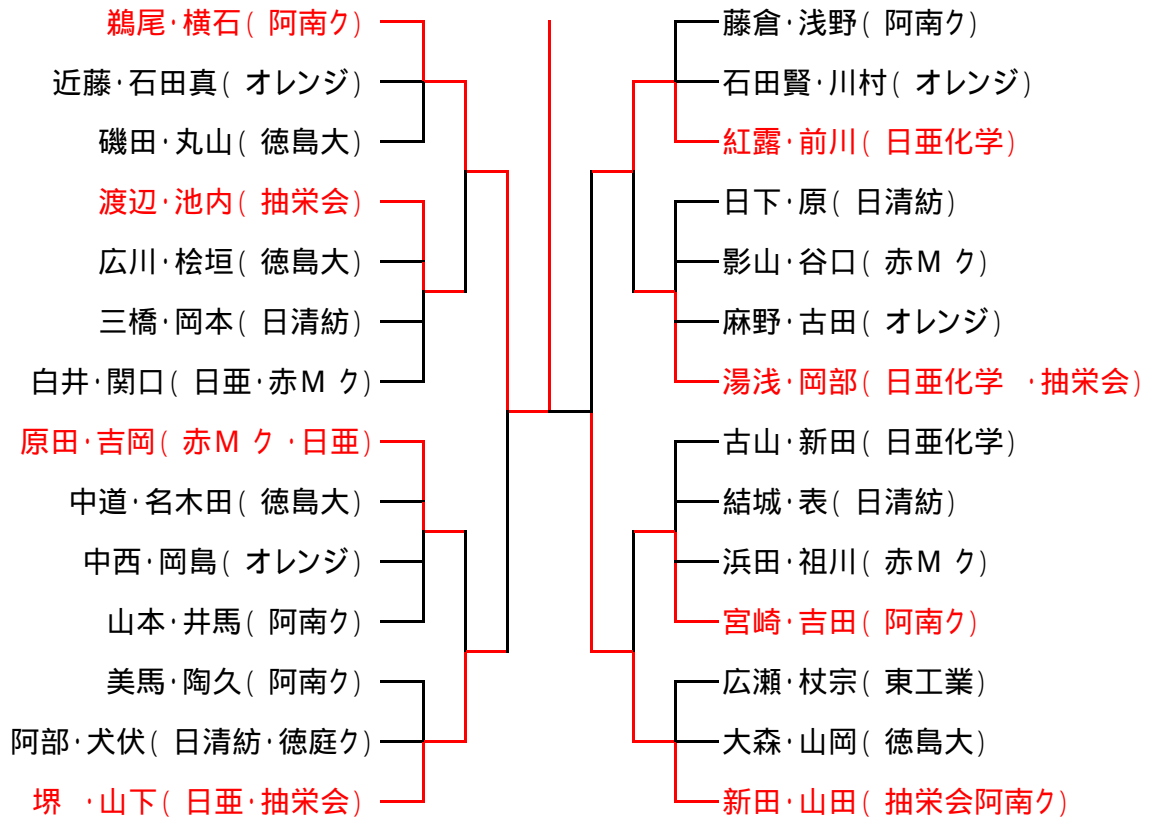 鵜尾・横石( 阿南ク)
近藤・石田真( オレンジ)
磯田・丸山( 徳島大)
渡辺・池内( 抽栄会)
広川・桧垣( 徳島大)
三橋・岡本( 日清紡)
白井・関口( 日亜・赤M ク)
原田・吉岡( 赤M ク ・日亜)
中道・名木田( 徳島大)
中西・岡島( オレンジ)
山本・井馬( 阿南ク)
美馬・陶久( 阿南ク)
阿部・犬伏( 日清紡・徳庭ク)
堺 ・山下( 日亜・抽栄会)
藤倉・浅野( 阿南ク)
石田賢・川村( オレンジ)
紅露・前川( 日亜化学)
日下・原( 日清紡)
影山・谷口( 赤M ク)
麻野・古田( オレンジ)
湯浅・岡部( 日亜化学 ・抽栄会)
古山・新田( 日亜化学)
結城・表( 日清紡)
浜田・祖川( 赤M ク)
宮崎・吉田( 阿南ク)
広瀬・杖宗( 東工業)
大森・山岡( 徳島大)
新田・山田( 抽栄会阿南ク)